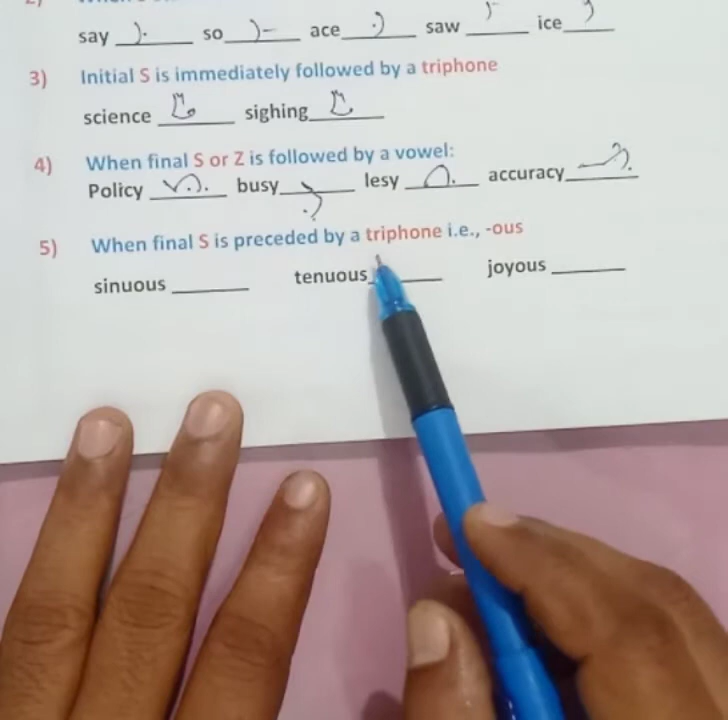 say so ace saw ice
3) Initial S is immediately followed by a triphone
science sighing
4) When final S or Z is followed by a vowel:
Policy busy lesy accuracy
5) When final S is preceded by a triphone i.e., -ous
sinuous tenuous joyous